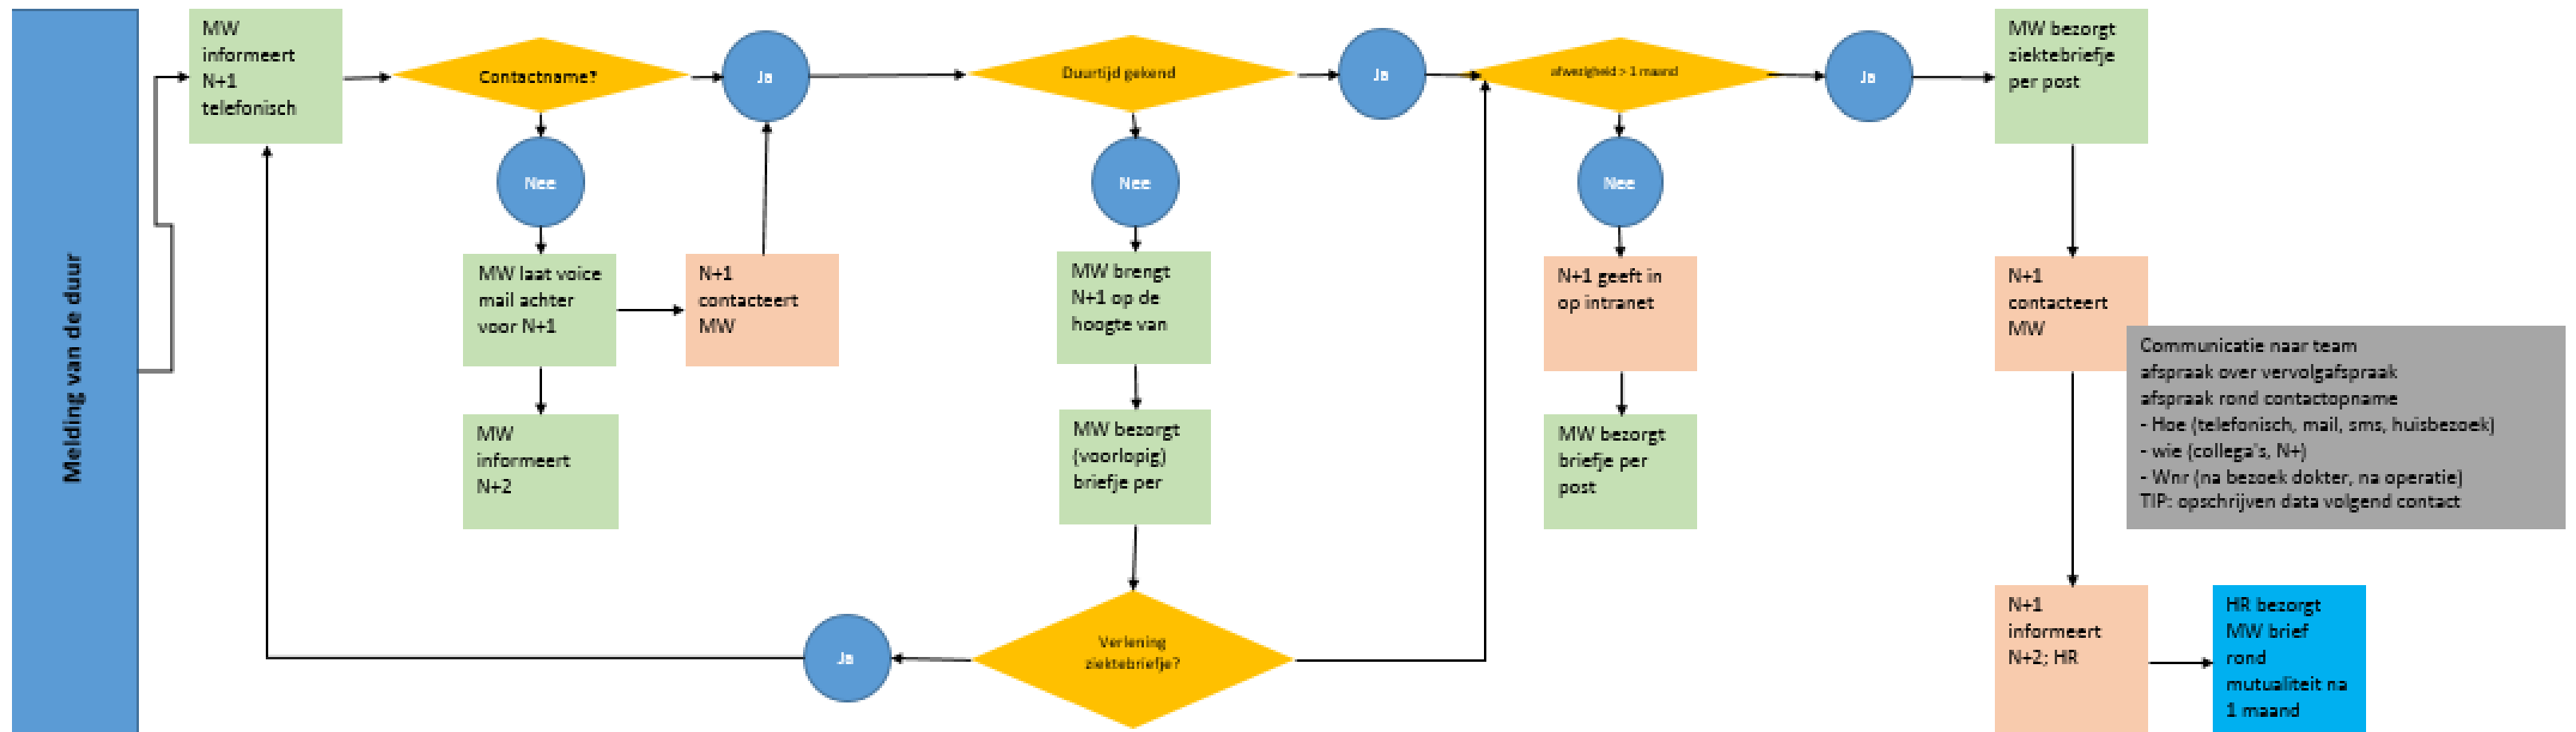 Melding van de duur
MW
informeert
N+1
telefonisch
Contactname?
Ja
Duurtijd gekend
Ja
afwezigheid > 1 maand
Ja
MW bezorgt
ziektebriefje
per post
Nee
Nee
Nee
MW laat voice
mail achter
voor N+1
N+1
contacteert
MW
MW brengt
N+1 op de
hoogte van
N+1 geeft in
op intranet
N+1
contacteert
MW
Communicatie naar team
afspraak over vervolgafspraak
afspraak rond contactopname
- Hoe (telefonisch, mail, sms, huisbezoek)
- wie (collega's, N+)
- Wnr (na bezoek dokter, na operatie)
TIP: opschrijven data volgend contact
MW
informeert
N+2
MW bezorgt
(voorlopig)
briefje per
MW bezorgt
briefje per
post
Ja
Verlening
ziektebriefje?
N+1
informeert
N+2; HR
HR bezorgt
MW brief
rond
mutualiteit na
1 maand